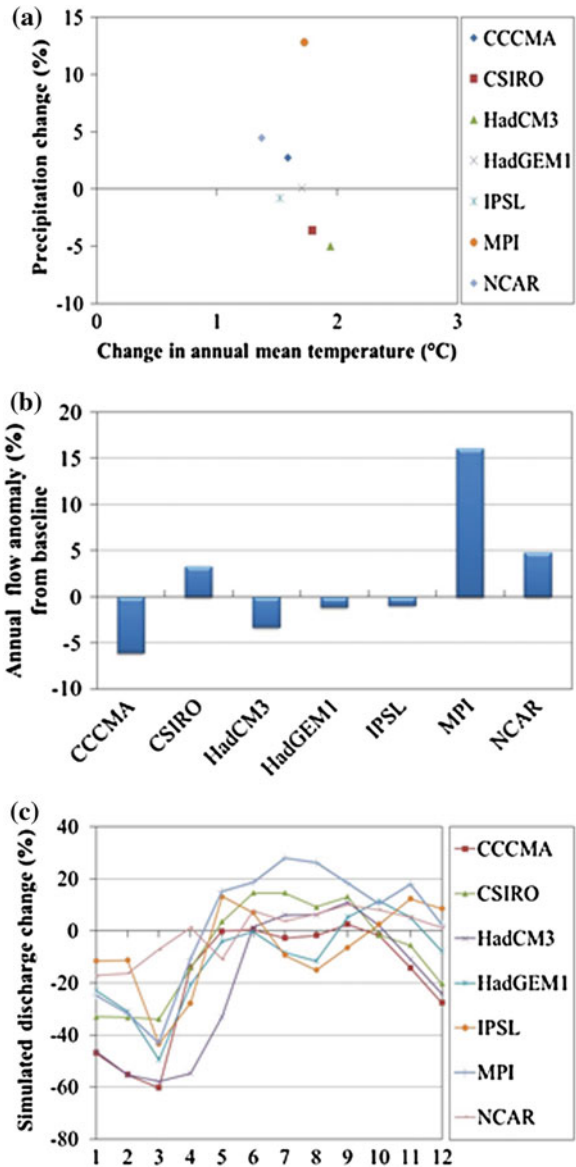 (a)
Precipitation change (%)
15
10
5
0
-5
-10
0
1
2
3
Change in annual mean temperature (°C)
CCCMA
CSIRO
HadCM3
HadGEM1
IPSL
MPI
NCAR
(b)
Annual flow anomaly (%)
from baseline
20
15
10
5
0
-5
-10
CCCMA
CSIRO
HadCM3
HadGEM1
IPSL
MPI
NCAR
(c)
Simulated discharge change (%)
40
20
0
-20
-40
-60
-80
1 2 3 4 5 6 7 8 9 10 11 12
CCCMA
CSIRO
HadCM3
HadGEM1
IPSL
MPI
NCAR